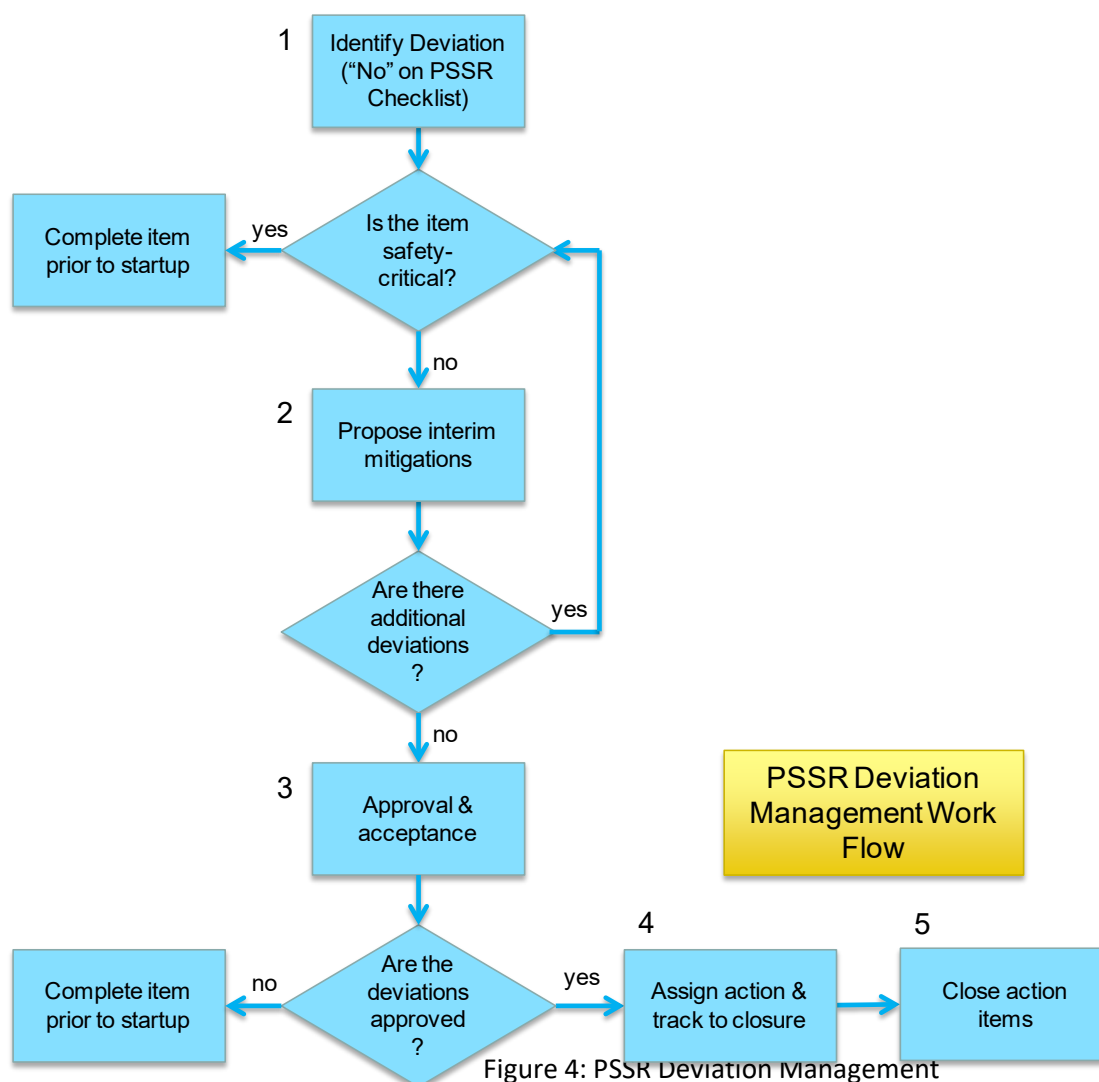 1
Identify Deviation
(“No” on PSSR
Checklist)
Is the item
safety-
critical?
yes
Complete item
prior to startup
no
2
Propose interim
mitigations
Are there
additional
deviations
?
yes
no
3
Approval &
acceptance
PSSR Deviation
Management Work
Flow
Are the
deviations
approved
?
no
Complete item
prior to startup
yes
4
Assign action &
track to closure
5
Close action
items
Figure 4: PSSR Deviation Management